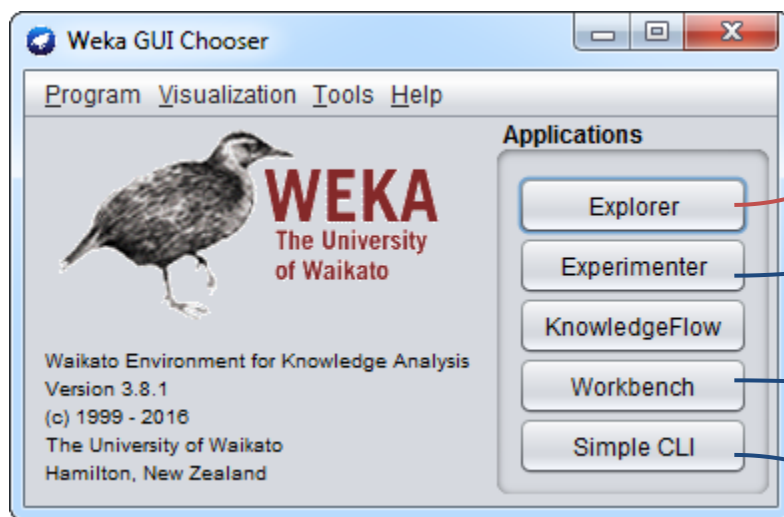 Weka GUI Chooser
Program Visualization Tools Help
WEKA
The University
of Waikato
Waikato Environment for Knowledge Analysis
Version 3.8.1
(c) 1999 - 2016
The University of Waikato
Hamilton, New Zealand
Applications
Explorer
Experimenter
KnowledgeFlow
Workbench
Simple CLI